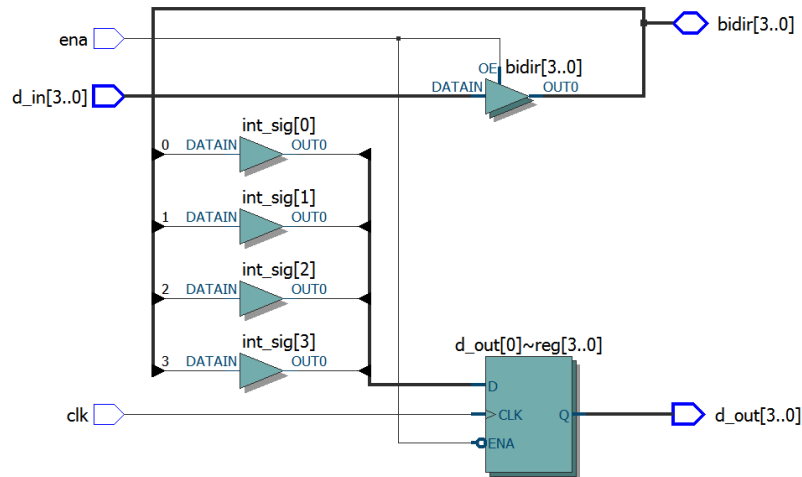 bidir[3..0]
ena
OE bidir[3..0]
d_in[3..0]
DATAIN OUT0
int_sig[0]
0 DATAIN OUT0
int_sig[1]
1 DATAIN OUT0
int_sig[2]
2 DATAIN OUT0
int_sig[3]
3 DATAIN OUT0
d_out[0]~reg[3..0]
D
clk
CLK Q
d_out[3..0]
ENA